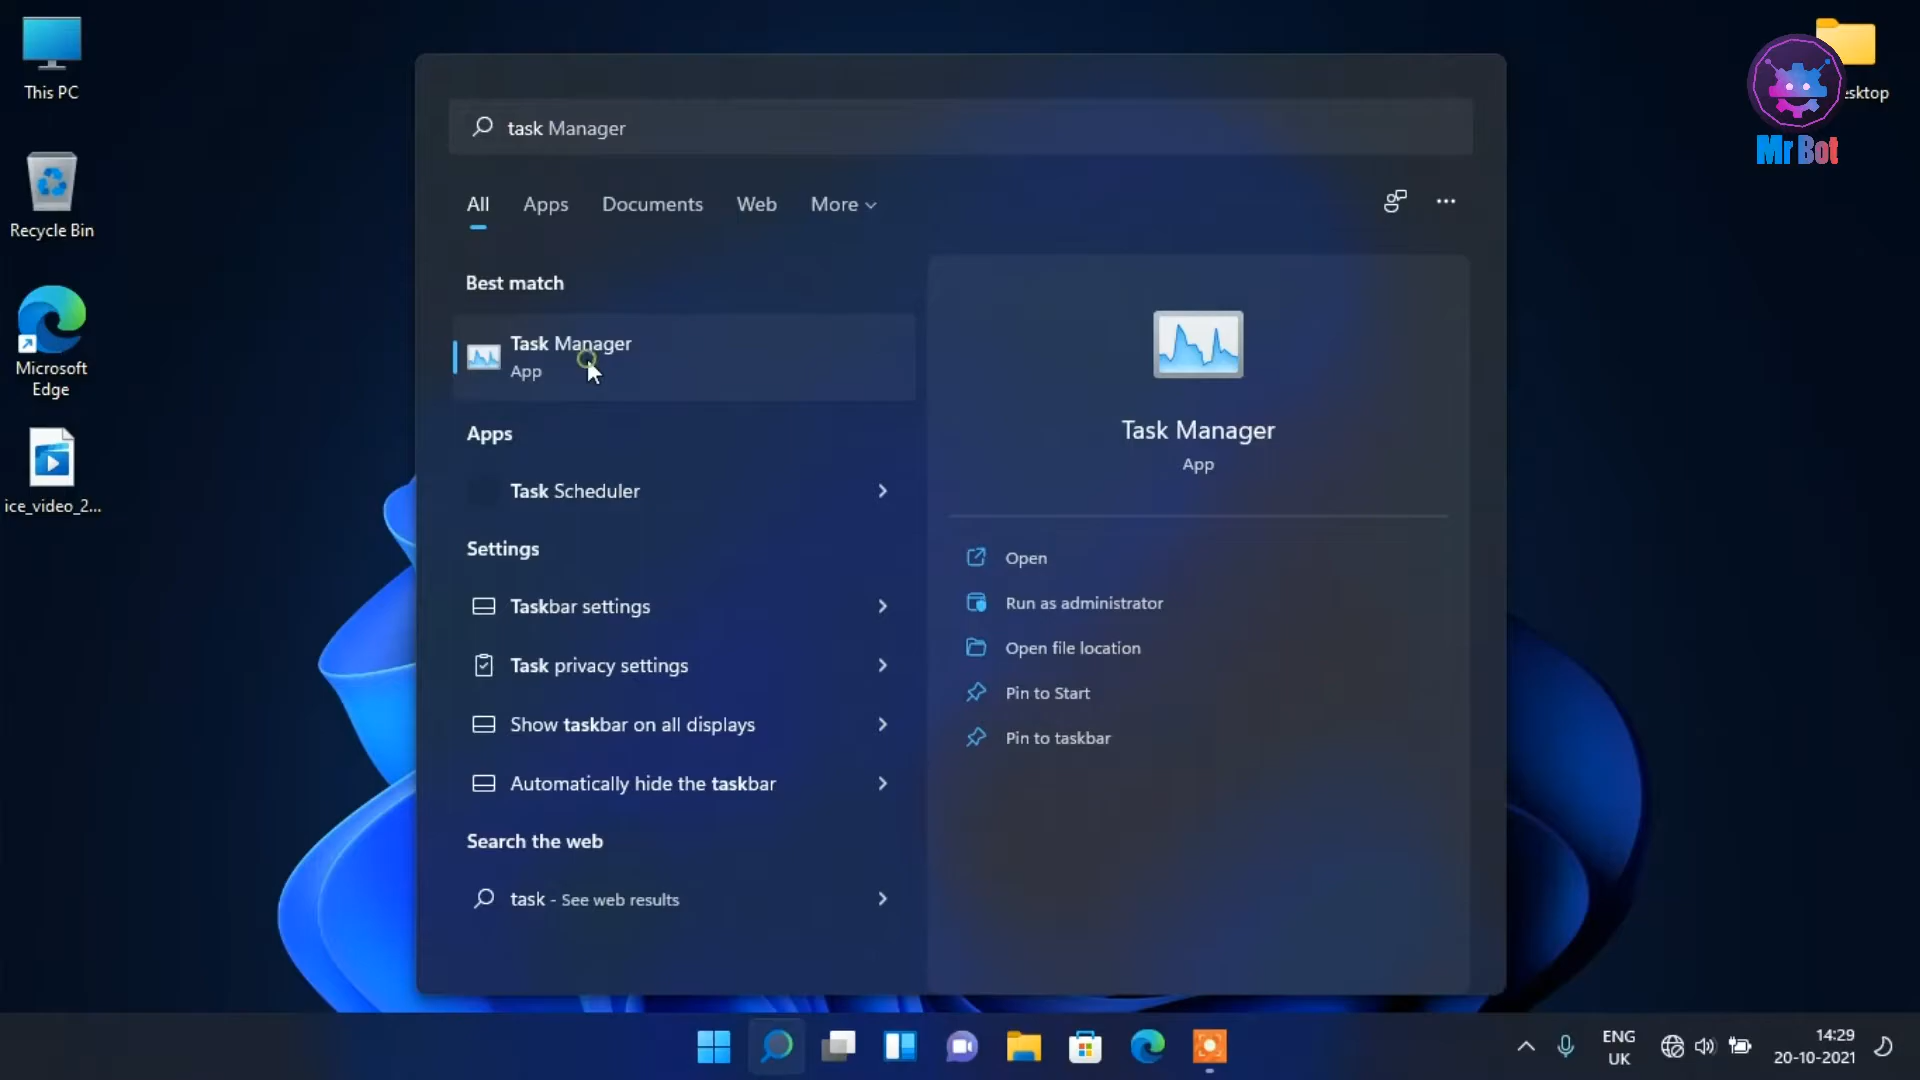 This PC
Recycle Bin
Microsoft
Edge
ice_video_2...
task Manager
All
Apps
Documents
Web
More
Best match
Task Manager
App
Apps
Task Scheduler
Settings
Taskbar settings
Task privacy settings
Show taskbar on all displays
Automatically hide the taskbar
Search the web
task - See web results
Task Manager
App
Open
Run as administrator
Open file location
Pin to Start
Pin to taskbar
sktop
Mr Bot
ENG
UK
14:29
20-10-2021